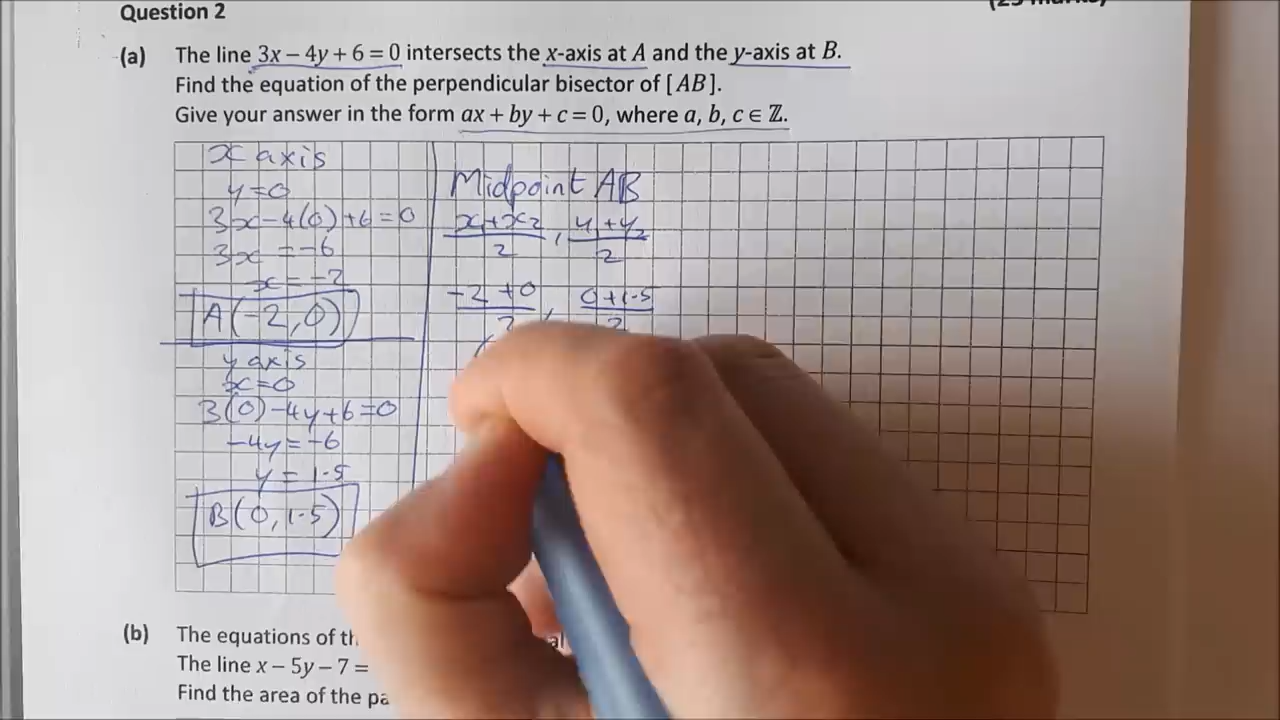 Question 2
(a) The line 3x – 4y + 6 = 0 intersects the x-axis at A and the y-axis at B.
Find the equation of the perpendicular bisector of [AB].
Give your answer in the form ax + by + c = 0, where a, b, c ∈ ℤ.
x axis
y=0
3x-4(0)+6=0
3x = -6
x = -2
A(-2,0)
y axis
x=0
3(0)-4y+6=0
-4y = -6
y = 1·5
B(0,1·5)
Midpoint AB
x₁+x₂/2, y₁+y₂/2
-2+0/2, 0+1·5/2
(
(b) The equations of
The line x – 5y – 7 =
Find the area of the